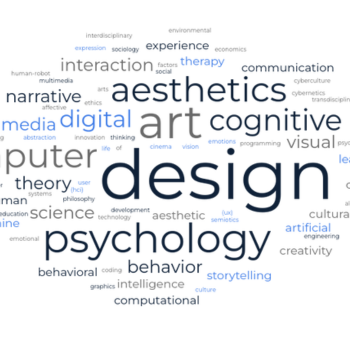 environmental
interdisciplinary
expression sociology experience economics
interaction factors therapy
human-robot social communication
multimedia aesthetics cyberculture
narrative arts cybernetics
affective ethics art
media digital cognitive
abstraction innovation thinking emotions programming visual
life of cinema vision
puter design
theory user
(hci)
systems philosophy
science development aesthetic (ux) cultura
education technology semiotics
ine psychology artificial
emotional engineering
creativity
behavioral coding behavior
storytelling
graphics intelligence
culture
computational